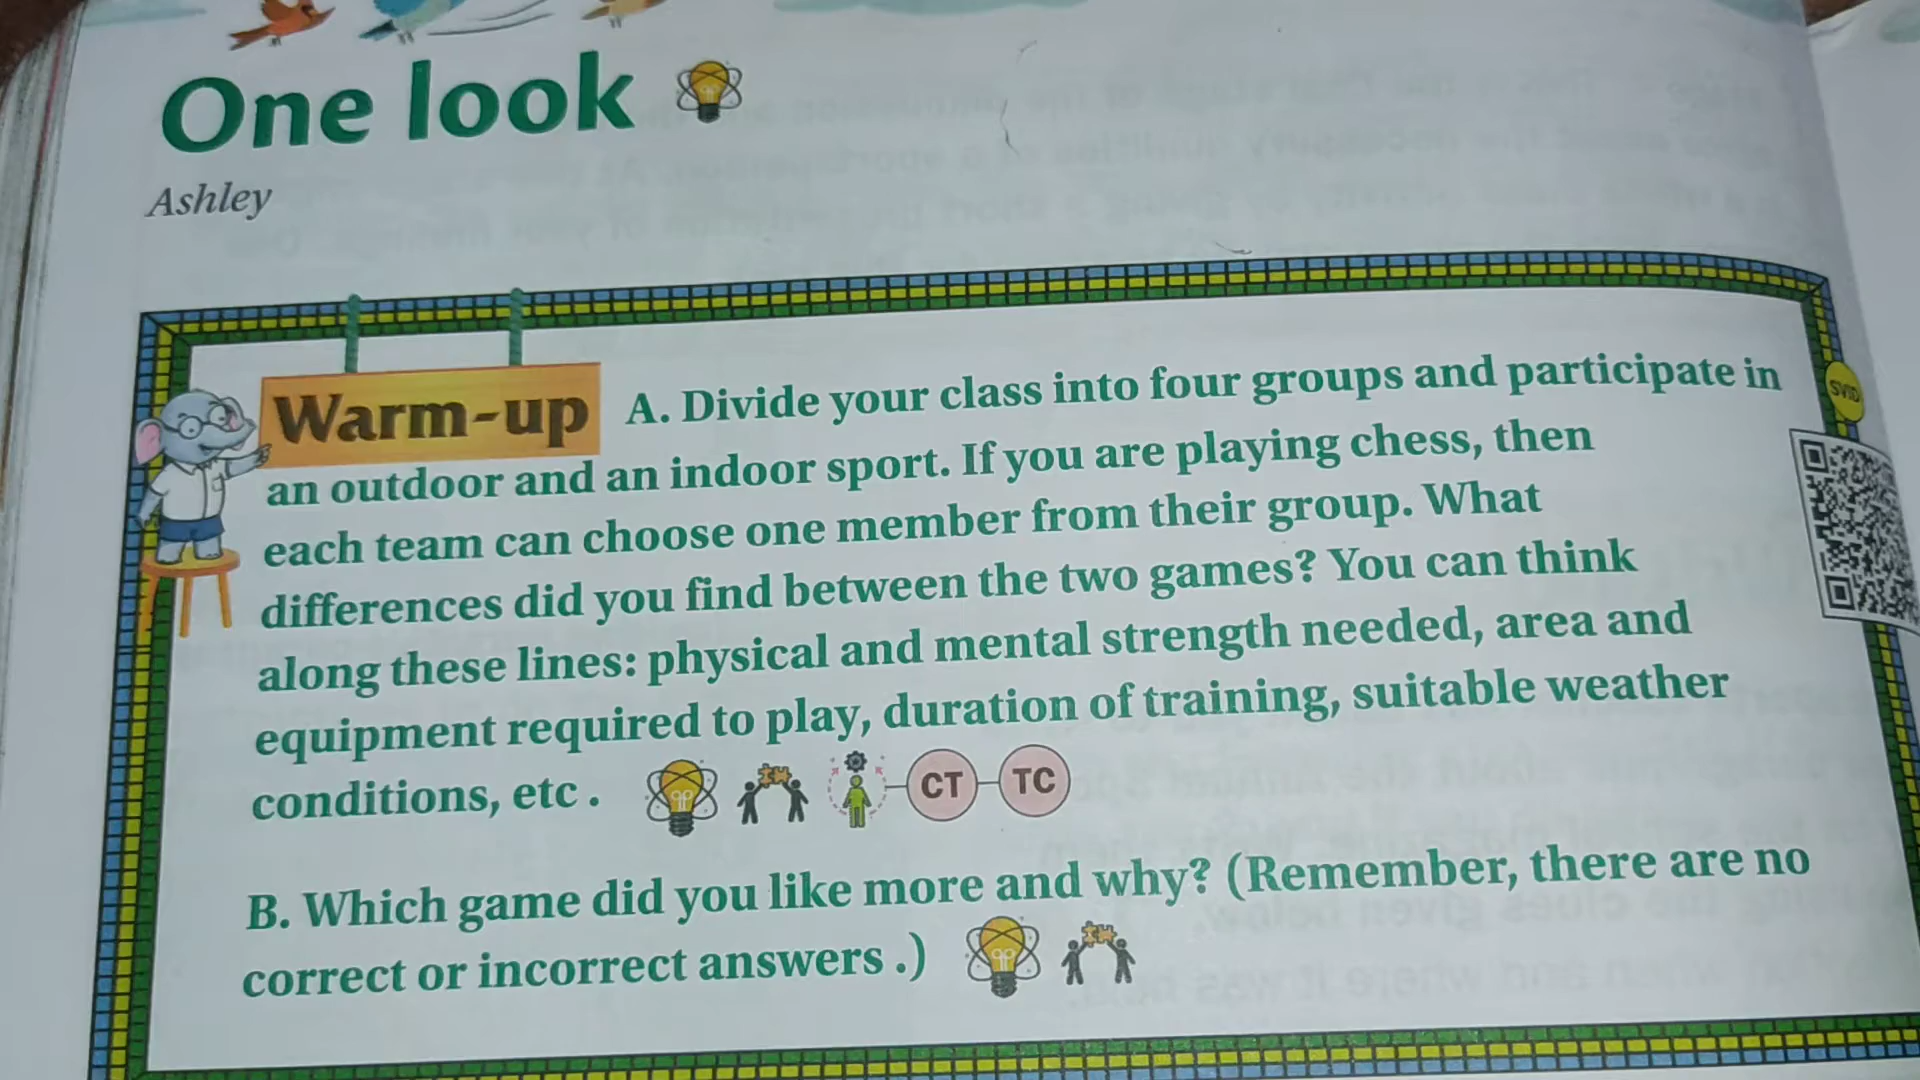 One look
Ashley
Warm-up A. Divide your class into four groups and participate in
an outdoor and an indoor sport. If you are playing chess, then
each team can choose one member from their group. What
differences did you find between the two games? You can think
along these lines: physical and mental strength needed, area and
equipment required to play, duration of training, suitable weather
conditions, etc .
CT TC
B. Which game did you like more and why? (Remember, there are no
correct or incorrect answers .)
SVID